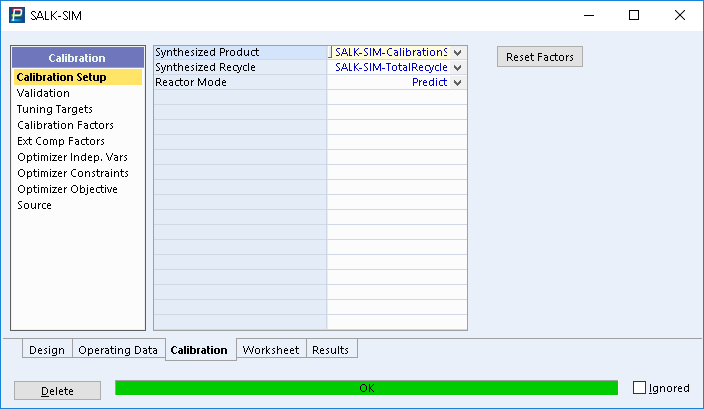 SALK-SIM
Calibration
Calibration Setup
Validation
Tuning Targets
Calibration Factors
Ext Comp Factors
Optimizer Indep. Vars
Optimizer Constraints
Optimizer Objective
Source
Synthesized Product SALK-SIM-CalibrationS
Synthesized Recycle SALK-SIM-TotalRecycle
Reactor Mode Predict
Reset Factors
Design Operating Data Calibration Worksheet Results
Delete OK Ignored